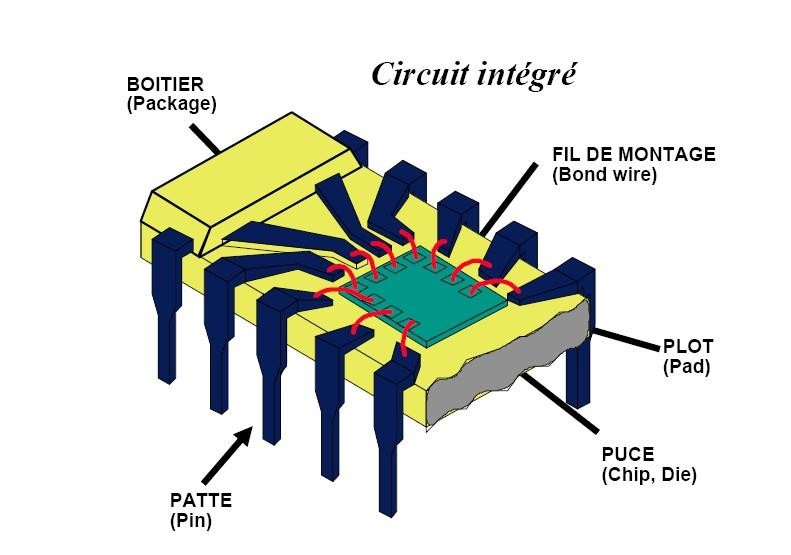 Circuit intégré
BOITIER
(Package)
FIL DE MONTAGE
(Bond wire)
PLOT
(Pad)
PUCE
(Chip, Die)
PATTE
(Pin)